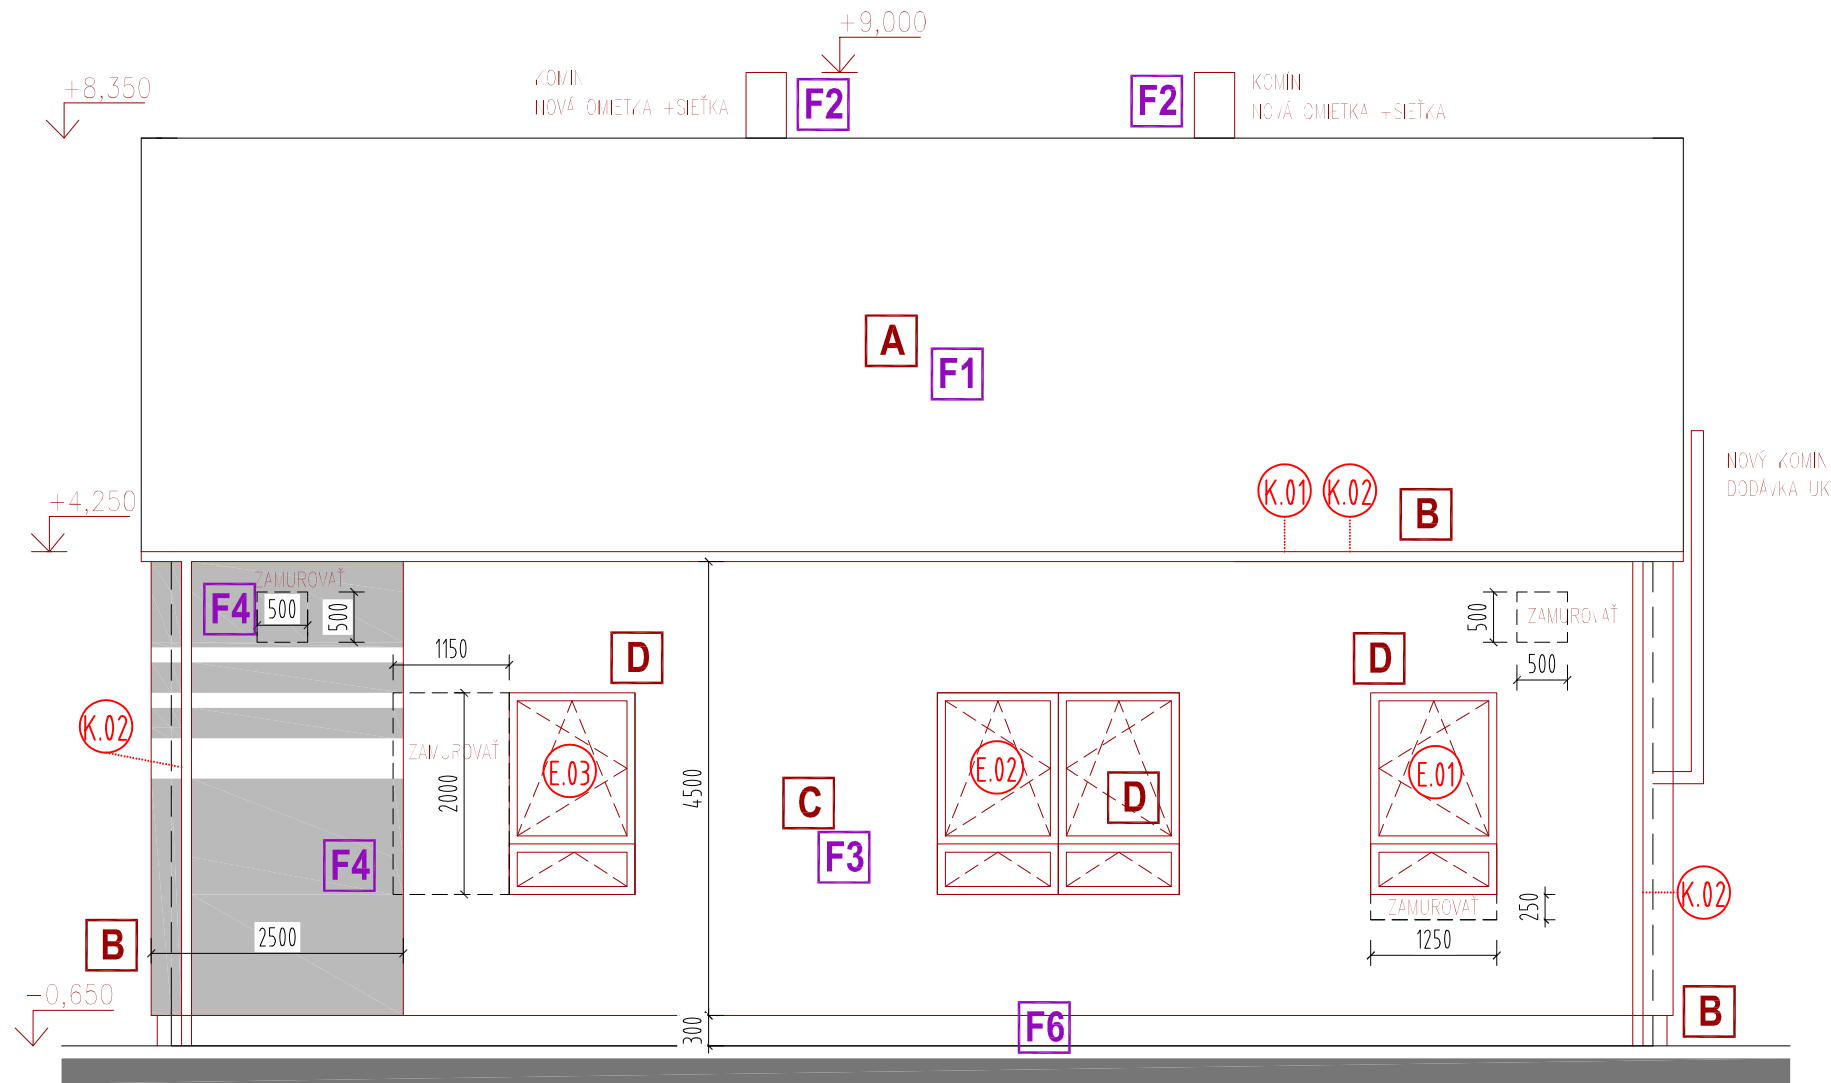 +9,000
+8,350
KOMÍN
NOVÁ OMIETKA +SIEŤKA
F2
F2
KOMÍN
NOVÁ OMIETKA +SIEŤKA
A
F1
+4,250
K.01
K.02
B
NOVÝ KOMÍN
DODÁVKA UK
ZAMUROVAŤ
F4
500
500
1150
D
D
500
ZAMUROVAŤ
500
K.02
ZAMUROVAŤ
2000
E.03
4500
C
F3
E.02
D
E.01
F4
ZAMUROVAŤ
250
K.02
B
2500
1250
-0,650
300
F6
B